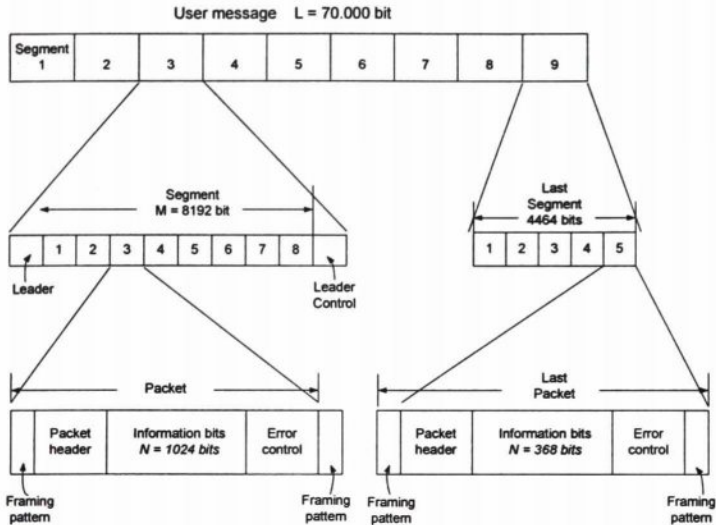 User message L = 70.000 bit
Segment
1 2 3 4 5 6 7 8 9
Segment
M = 8192 bit
Last
Segment
4464 bits
1 2 3 4 5 6 7 8
1 2 3 4 5
Leader
Leader
Control
Packet
Last
Packet
Packet
header
Information bits
N = 1024 bits
Error
control
Packet
header
Information bits
N = 368 bits
Error
control
Framing
pattern
Framing
pattern
Framing
pattern
Framing
pattern